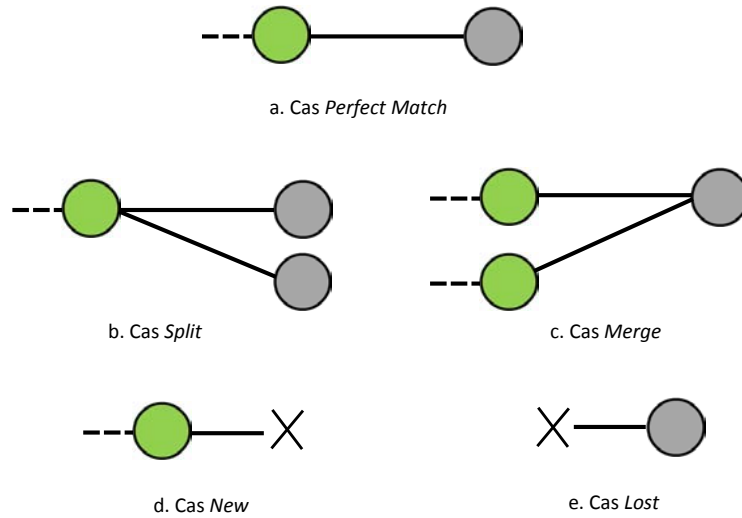 a. Cas Perfect Match
b. Cas Split
c. Cas Merge
d. Cas New
e. Cas Lost